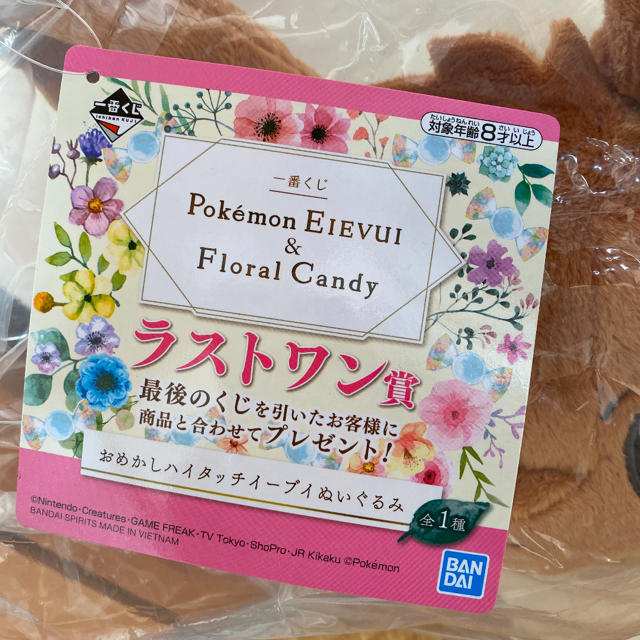 一番くじ
Ichiban KUJI
たいしょうねんれい さいいじょう
対象年齢8才以上
一番くじ
Pokémon EIEVUI
&
Floral Candy
ラストワン賞
最後のくじを引いたお客様に
商品と合わせてプレゼント!
おめかしハイタッチイーブイぬいぐるみ
全1種
©Nintendo・Creatures・GAME FREAK・TV Tokyo・ShoPro・JR Kikaku ©Pokémon
BANDAI SPIRITS MADE IN VIETNAM
BAN
DAI